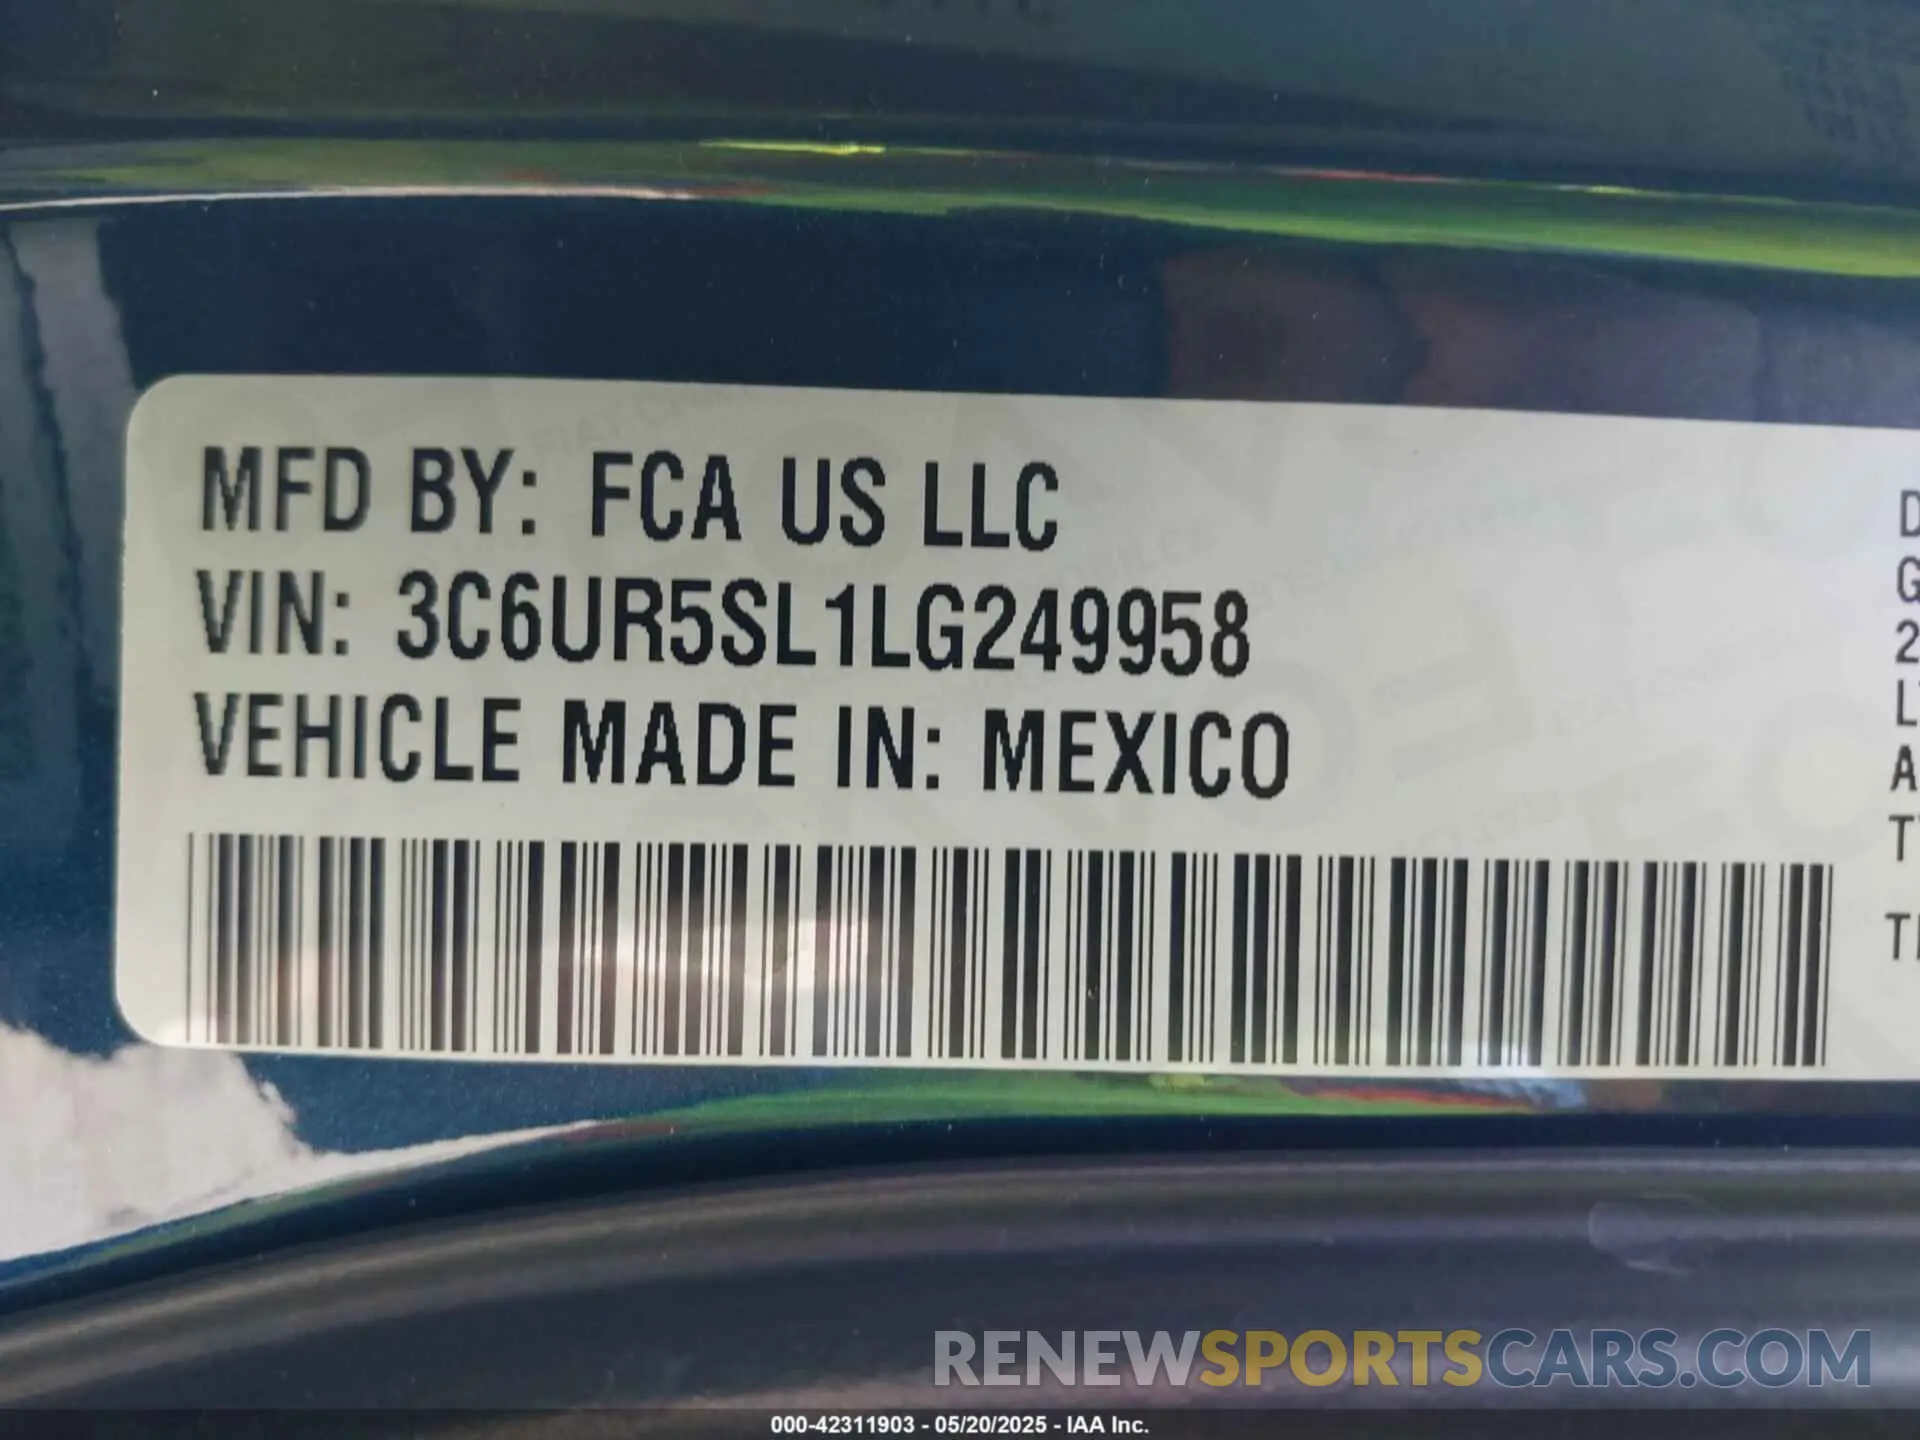 MFD BY: FCA US LLC
VIN: 3C6UR5SL1LG249958
VEHICLE MADE IN: MEXICO
D
G
2
L
A
T
RENEWSPORTSCARS.COM
000-42311903 - 05/20/2025 - IAA Inc.